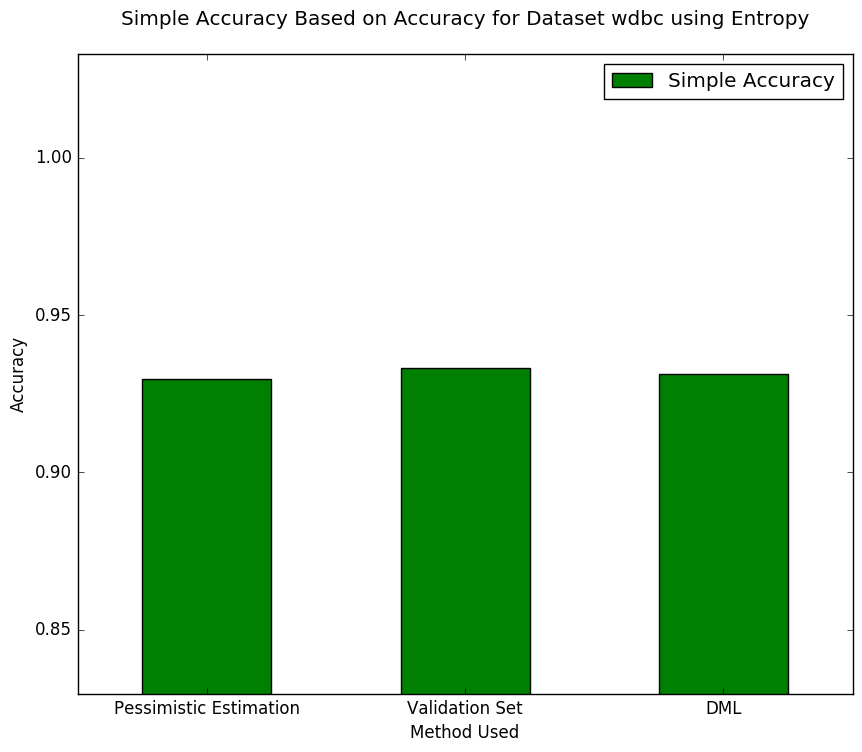 Simple Accuracy Based on Accuracy for Dataset wdbc using Entropy
Simple Accuracy
1.00
0.95
0.90
0.85
Accuracy
Pessimistic Estimation
Validation Set
DML
Method Used